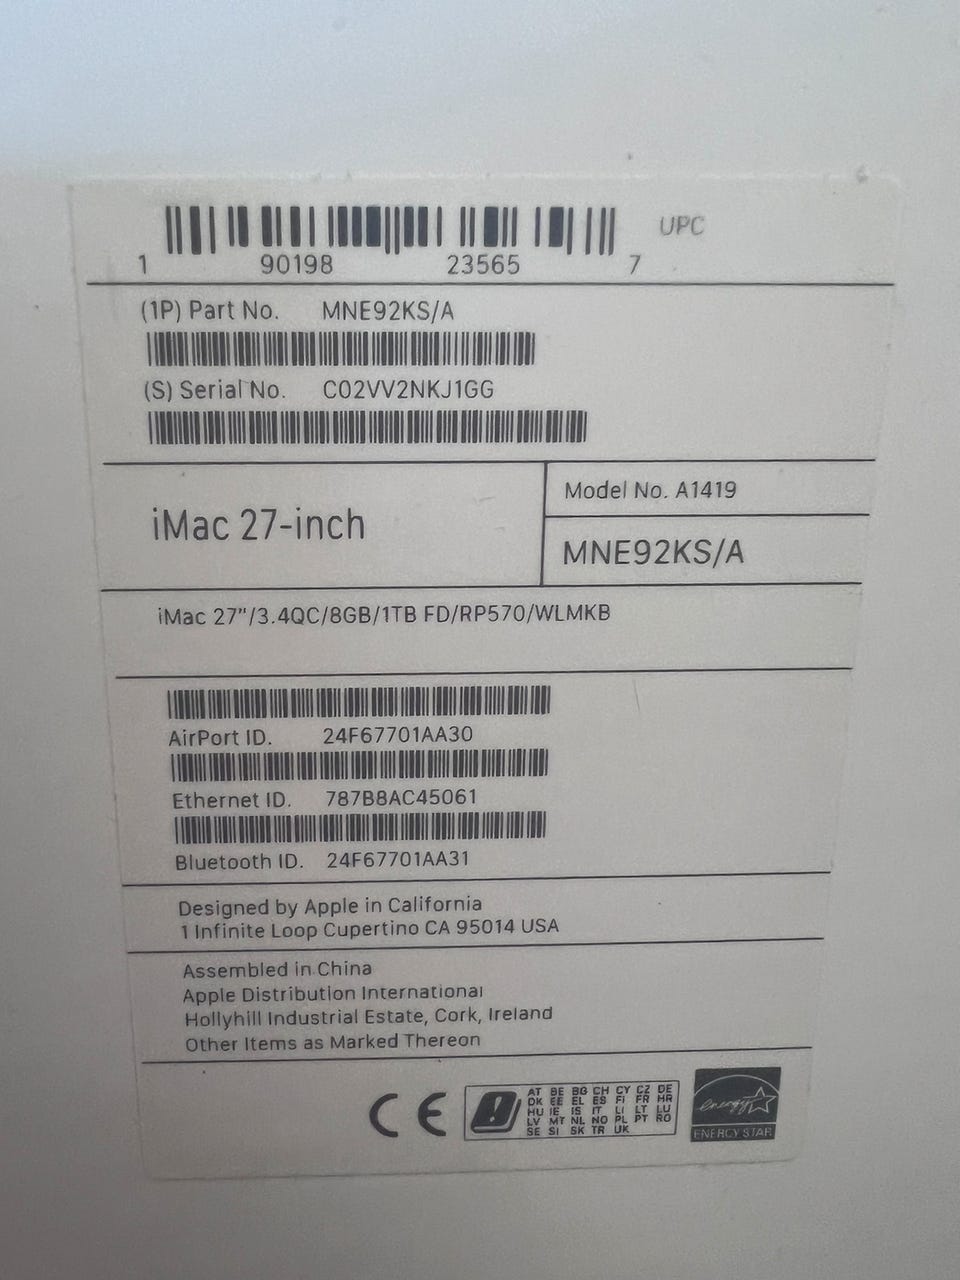 UPC
1 90198 23565 7
(1P) Part No. MNE92KS/A
(S) Serial No. C02VV2NKJ1GG
iMac 27-inch
Model No. A1419
MNE92KS/A
iMac 27"/3.4QC/8GB/1TB FD/RP570/WLMKB
AirPort ID. 24F67701AA30
Ethernet ID. 787B8AC45061
Bluetooth ID. 24F67701AA31
Designed by Apple in California
1 Infinite Loop Cupertino CA 95014 USA
Assembled in China
Apple Distribution International
Hollyhill Industrial Estate, Cork, Ireland
Other Items as Marked Thereon
CE
!
AT BE BG CH CY CZ DE
DK EE EL ES FI FR HR
HU IE IS IT LI LT LU
LV MT NL NO PL PT RO
SE SI SK TR UK
energy
ENERGY STAR